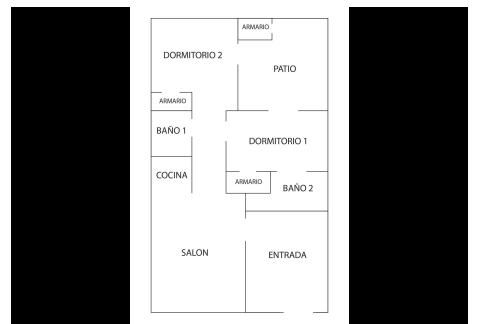 ARMARIO
DORMITORIO 2
PATIO
ARMARIO
BAÑO 1
DORMITORIO 1
COCINA
ARMARIO
BAÑO 2
SALON
ENTRADA